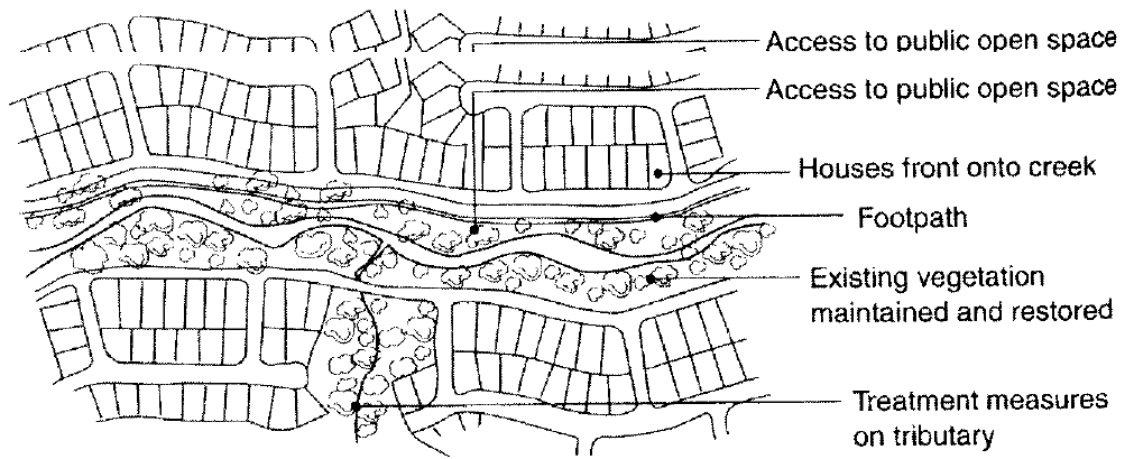 Access to public open space
Access to public open space
Houses front onto creek
Footpath
Existing vegetation
maintained and restored
Treatment measures
on tributary